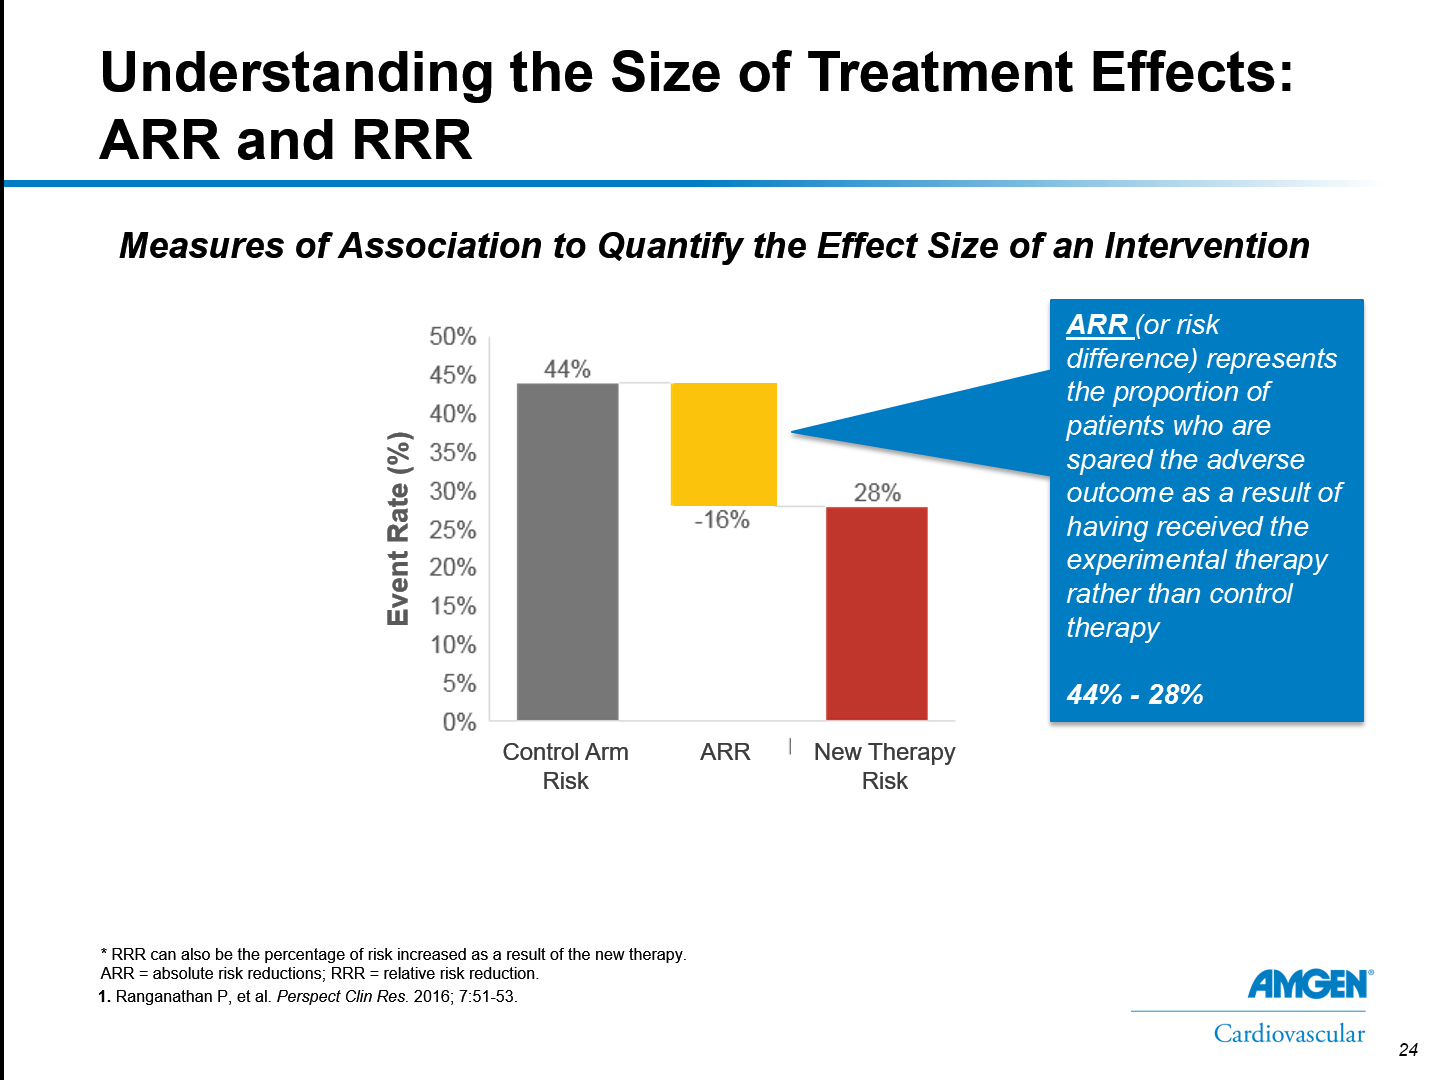 Understanding the Size of Treatment Effects:
ARR and RRR
Measures of Association to Quantify the Effect Size of an Intervention
Event Rate (%)
50%
45%
40%
35%
30%
25%
20%
15%
10%
5%
0%
44%
-16%
28%
Control Arm
Risk
ARR
New Therapy
Risk
ARR (or risk
difference) represents
the proportion of
patients who are
spared the adverse
outcome as a result of
having received the
experimental therapy
rather than control
therapy
44% - 28%
* RRR can also be the percentage of risk increased as a result of the new therapy.
ARR = absolute risk reductions; RRR = relative risk reduction.
1. Ranganathan P, et al. Perspect Clin Res. 2016; 7:51-53.
AMGEN®
Cardiovascular
24